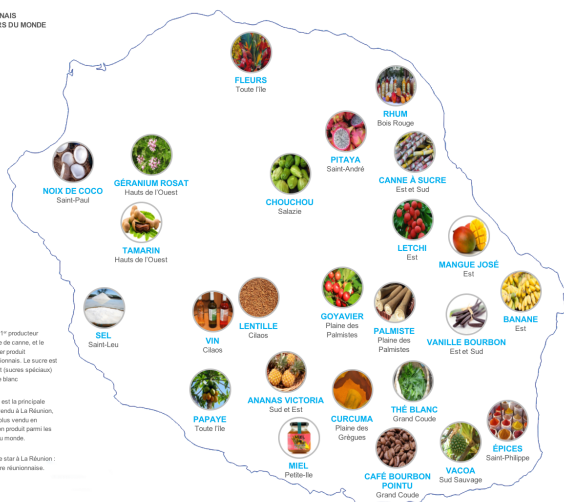 NAIS
RS DU MONDE
FLEURS
Toute l'île
RHUM
Bois Rouge
PITAYA
Saint-André
CANNE À SUCRE
Est et Sud
NOIX DE COCO
Saint-Paul
GÉRANIUM ROSAT
Hauts de l'Ouest
CHOUCHOU
Salazie
TAMARIN
Hauts de l'Ouest
LETCHI
Est
MANGUE JOSÉ
Est
SEL
Saint-Leu
VIN
Cilaos
LENTILLE
Cilaos
GOYAVIER
Plaine des
Palmistes
PALMISTE
Plaine des
Palmistes
VANILLE BOURBON
Est et Sud
BANANE
Est
1er producteur
e de canne, et le
er produit
onnais. Le sucre est
t (sucres spéciaux)
blanc
est la principale
endu à La Réunion,
plus vendu en
on produit parmi les
du monde.
e star à La Réunion :
re réunionnaise.
PAPAYE
Toute l'île
ANANAS VICTORIA
Sud et Est
CURCUMA
Plaine des
Grègues
THÉ BLANC
Grand Coude
MIEL
Petite-Ile
CAFÉ BOURBON
POINTU
Grand Coude
VACOA
Sud Sauvage
ÉPICES
Saint-Philippe